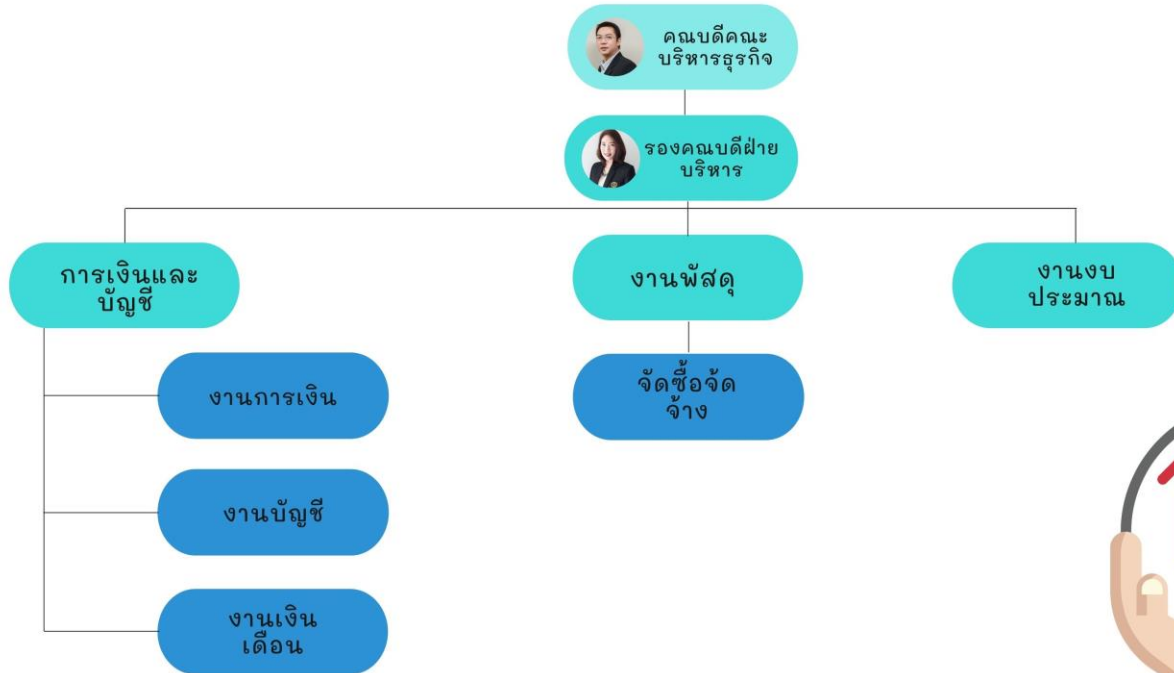 คณบดีคณะ
บริหารธุรกิจ
รองคณบดีฝ่าย
บริหาร
การเงินและ
บัญชี
งานพัสดุ
งานงบ
ประมาณ
งานการเงิน
จัดซื้อจัด
จ้าง
งานบัญชี
งานเงิน
เดือน